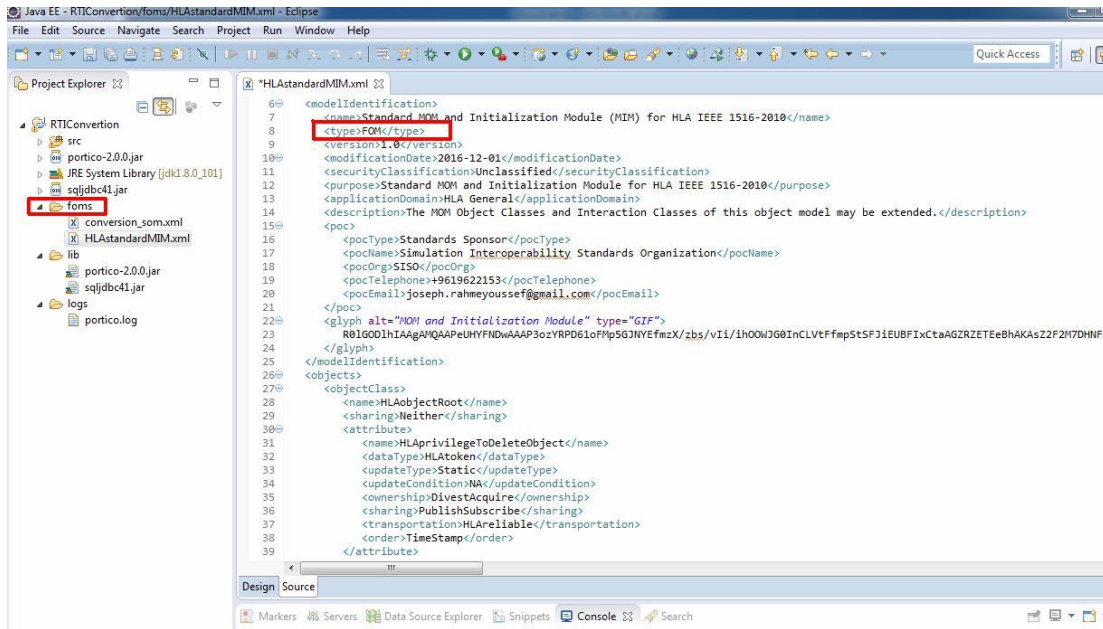 Java EE - RTIConvertion/foms/HLAstandardMIM.xml - Eclipse
File Edit Source Navigate Search Project Run Window Help
Quick Access
Project Explorer
RTIConvertion
src
portico-2.0.0.jar
JRE System Library [jdk1.8.0_101]
sqljdbc41.jar
foms
conversion_som.xml
HLAstandardMIM.xml
lib
portico-2.0.0.jar
sqljdbc41.jar
logs
portico.log
*HLAstandardMIM.xml
6 <modelIdentification>
7 <name>Standard MOM and Initialization Module (MIM) for HLA IEEE 1516-2010</name>
8 <type>FOM</type>
9 <version>1.0</version>
10 <modificationDate>2016-12-01</modificationDate>
11 <securityClassification>Unclassified</securityClassification>
12 <purpose>Standard MOM and Initialization Module for HLA IEEE 1516-2010</purpose>
13 <applicationDomain>HLA General</applicationDomain>
14 <description>The MOM Object Classes and Interaction Classes of this object model may be extended.</description>
15 <poc>
16 <pocType>Standards Sponsor</pocType>
17 <pocName>Simulation Interoperability Standards Organization</pocName>
18 <pocOrg>SISO</pocOrg>
19 <pocTelephone>+9619622153</pocTelephone>
20 <pocEmail>joseph.rahmeyoussef@gmail.com</pocEmail>
21 </poc>
22 <glyph alt="MOM and Initialization Module" type="GIF">
23
24 </glyph>
25 </modelIdentification>
26 <objects>
27 <objectClass>
28 <name>HLAobjectRoot</name>
29 <sharing>Neither</sharing>
30 <attribute>
31 <name>HLAprivilegeToDeleteObject</name>
32 <dataType>HLAtoken</dataType>
33 <updateType>Static</updateType>
34 <updateCondition>NA</updateCondition>
35 <ownership>DivestAcquire</ownership>
36 <sharing>PublishSubscribe</sharing>
37 <transportation>HLAreliable</transportation>
38 <order>TimeStamp</order>
39 </attribute>
Design Source
Markers Servers Data Source Explorer Snippets Console Search